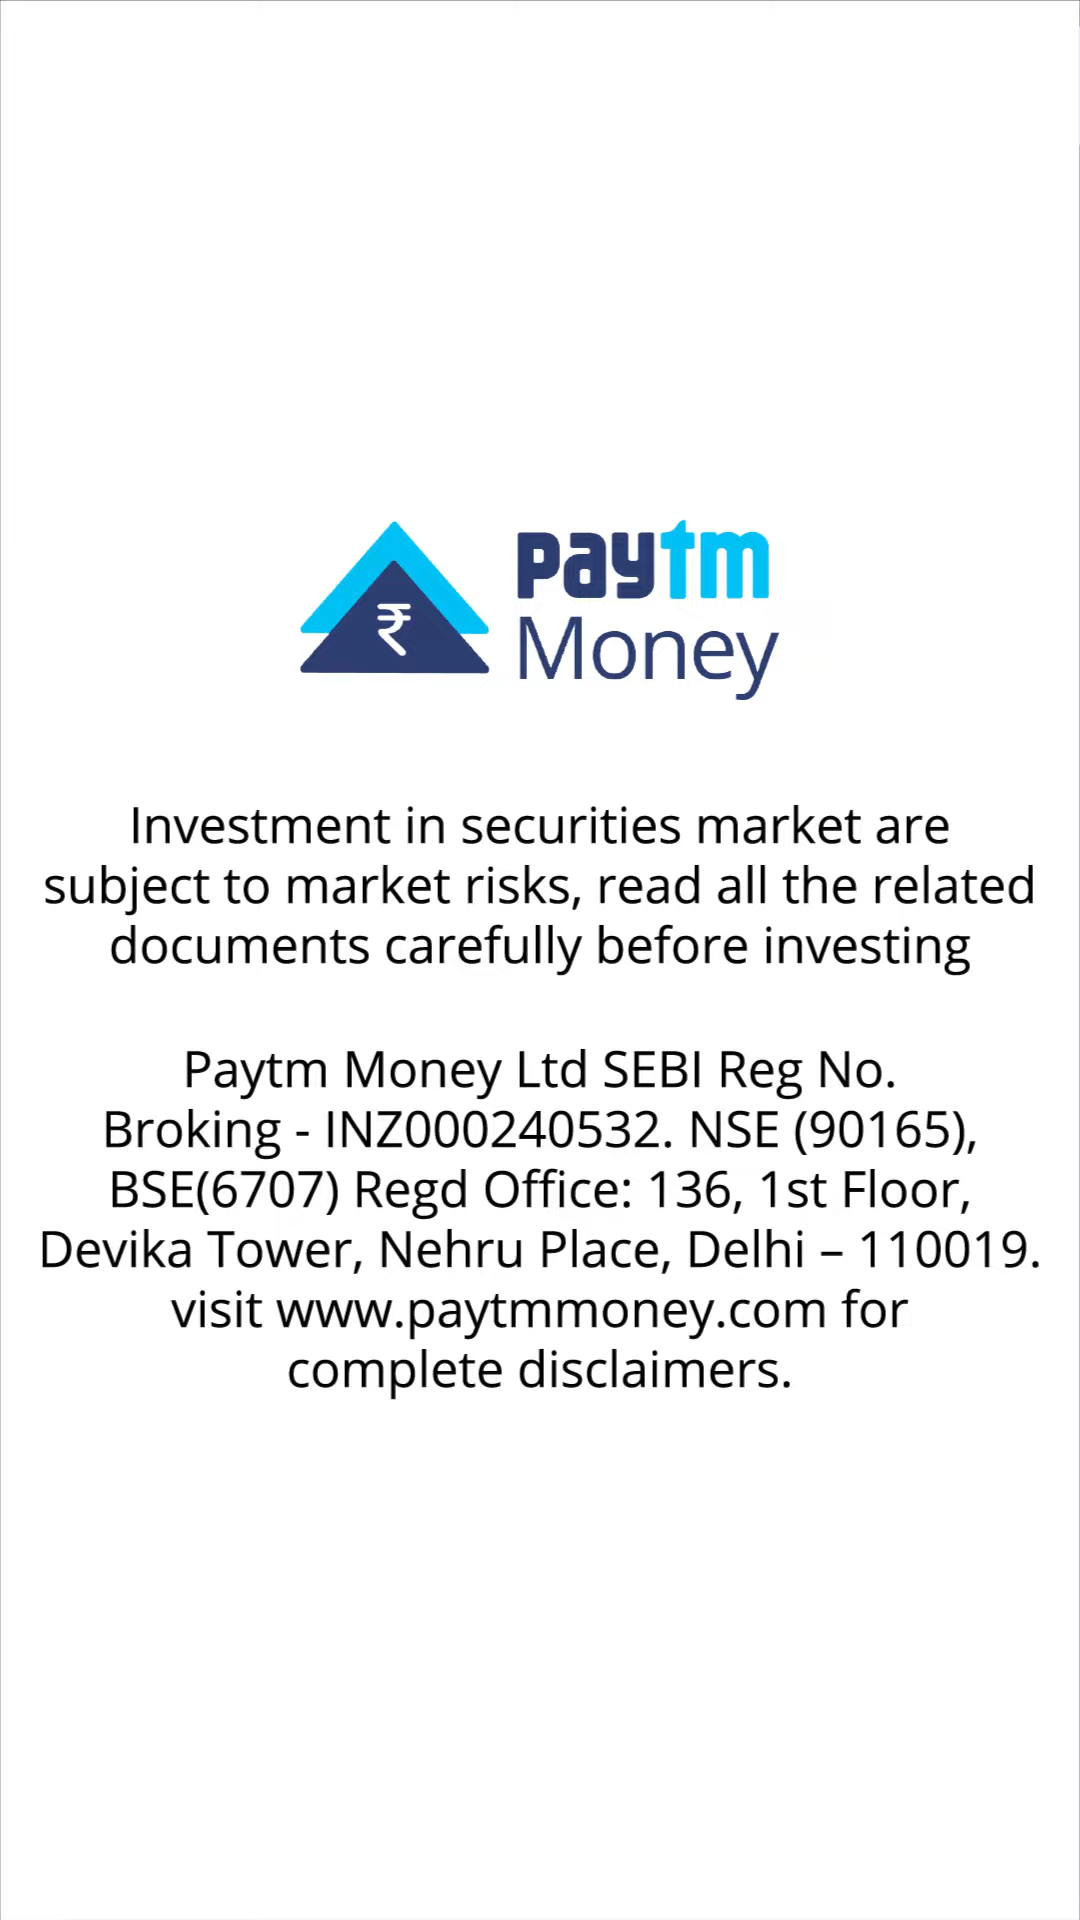 ₹
paytm
Money
Investment in securities market are
subject to market risks, read all the related
documents carefully before investing
Paytm Money Ltd SEBI Reg No.
Broking - INZ000240532. NSE (90165),
BSE(6707) Regd Office: 136, 1st Floor,
Devika Tower, Nehru Place, Delhi – 110019.
visit www.paytmmoney.com for
complete disclaimers.